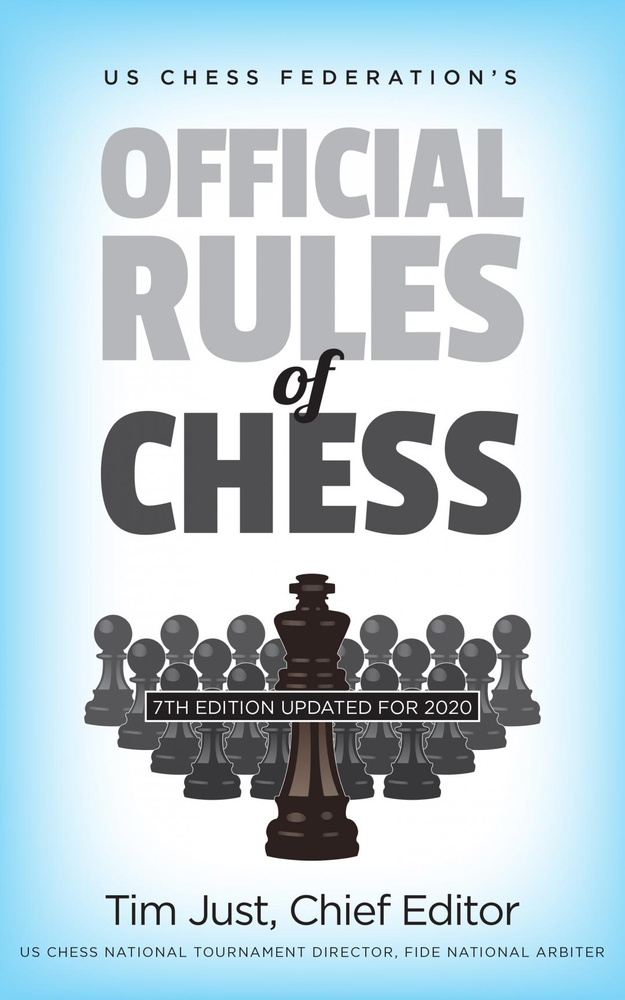 US CHESS FEDERATION’S
OFFICIAL
RULES
of
CHESS
7TH EDITION UPDATED FOR 2020
Tim Just, Chief Editor
US CHESS NATIONAL TOURNAMENT DIRECTOR, FIDE NATIONAL ARBITER